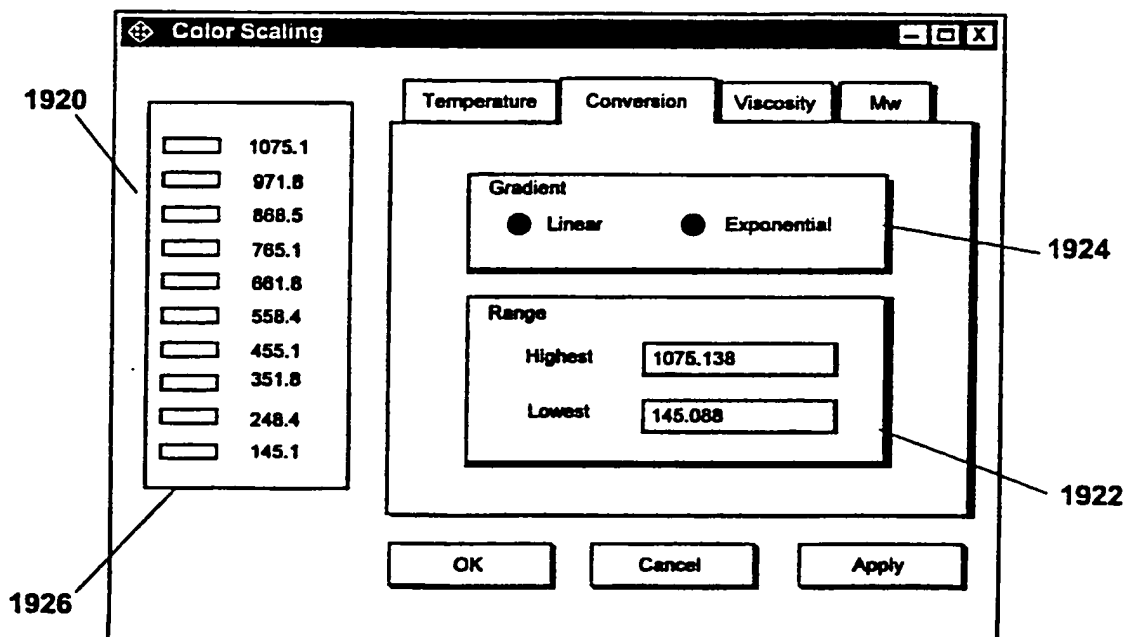 Color Scaling
1920
1075.1
971.8
868.5
765.1
661.8
558.4
455.1
351.8
248.4
145.1
1926
Temperature Conversion Viscosity Mw
Gradient
Linear Exponential
1924
Range
Highest 1075.138
Lowest 145.088
1922
OK Cancel Apply